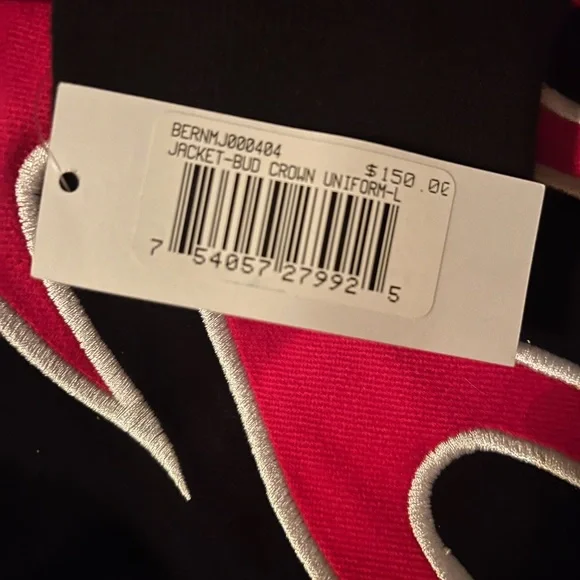 BERNMJ000404
JACKET-BUD CROWN UNIFORM-L
$150.00
7 54057 27992 5